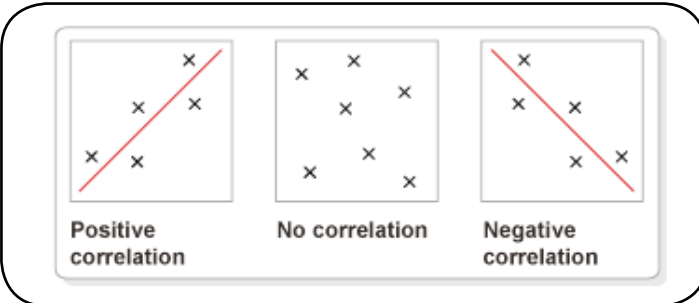 Positive
correlation
No correlation
Negative
correlation